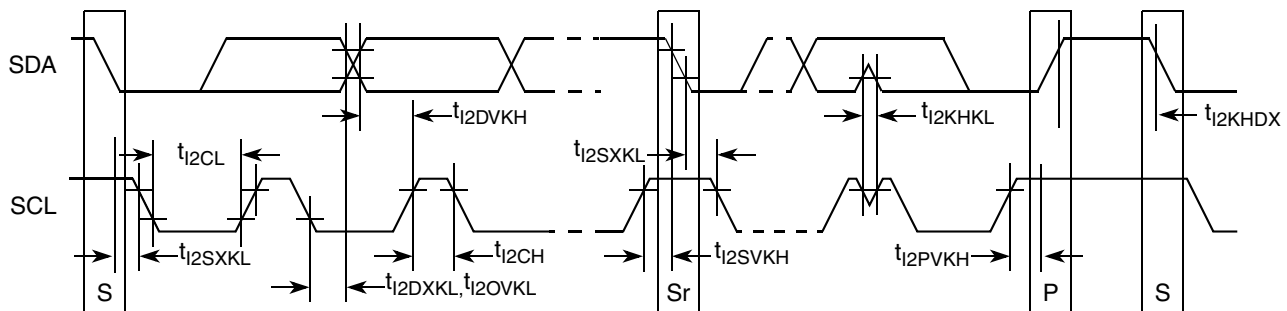 SDA
tI2DVKH
tI2KHKL
tI2KHDX
tI2CL
tI2SXKL
SCL
tI2SXKL
tI2CH
tI2SVKH
tI2PVKH
tI2DXKL,tI2OVKL
S
Sr
P
S